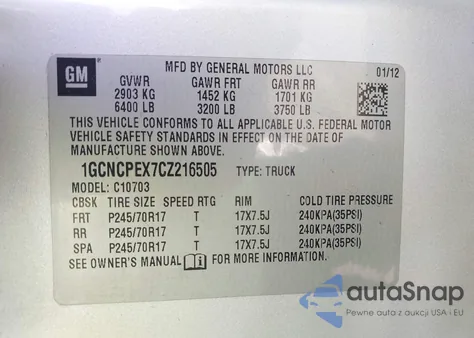 GM
MFD BY GENERAL MOTORS LLC 01/12
GVWR GAWR FRT GAWR RR
2903 KG 1452 KG 1701 KG
6400 LB 3200 LB 3750 LB
THIS VEHICLE CONFORMS TO ALL APPLICABLE U.S. FEDERAL MOTOR
VEHICLE SAFETY STANDARDS IN EFFECT ON THE DATE OF
MANUFACTURE SHOWN ABOVE.
1GCNCPEX7CZ216505 TYPE: TRUCK
MODEL: C10703
CBSK TIRE SIZE SPEED RTG RIM COLD TIRE PRESSURE
FRT P245/70R17 T 17X7.5J 240KPA(35PSI)
RR P245/70R17 T 17X7.5J 240KPA(35PSI)
SPA P245/70R17 T 17X7.5J 240KPA(35PSI)
SEE OWNER'S MANUAL FOR MORE INFORMATION.
autoSnap
Pewne auta z aukcji USA i EU